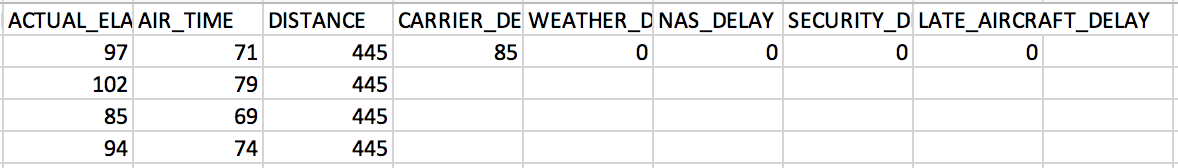 ACTUAL_ELA AIR_TIME DISTANCE CARRIER_DE WEATHER_D NAS_DELAY SECURITY_D LATE_AIRCRAFT_DELAY
97 71 445 85 0 0 0 0
102 79 445
85 69 445
94 74 445